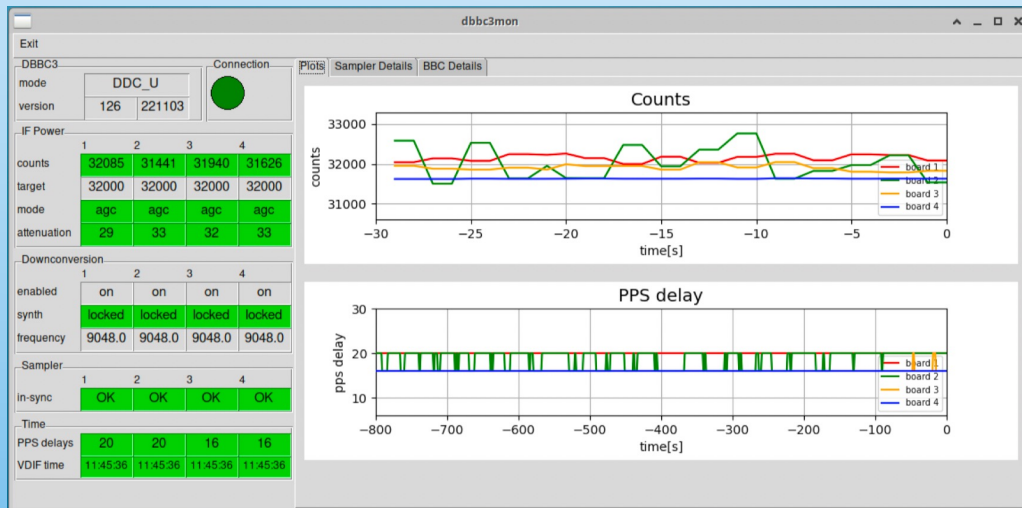 dbbc3mon
Exit
DBBC3
mode DDC_U
version 126 221103
Connection
IF Power
1 2 3 4
counts 32085 31441 31940 31626
target 32000 32000 32000 32000
mode agc agc agc agc
attenuation 29 33 32 33
Downconversion
1 2 3 4
enabled on on on on
synth locked locked locked locked
frequency 9048.0 9048.0 9048.0 9048.0
Sampler
1 2 3 4
in-sync OK OK OK OK
Time
PPS delays 20 20 16 16
VDIF time 11:45:36 11:45:36 11:45:36 11:45:36
Plots Sampler Details BBC Details
Counts
33000
32000
31000
counts
board 1
board 2
board 3
board 4
−30 −25 −20 −15 −10 −5 0
time[s]
PPS delay
30
20
10
pps delay
board 1
board 2
board 3
board 4
−800 −700 −600 −500 −400 −300 −200 −100 0
time[s]